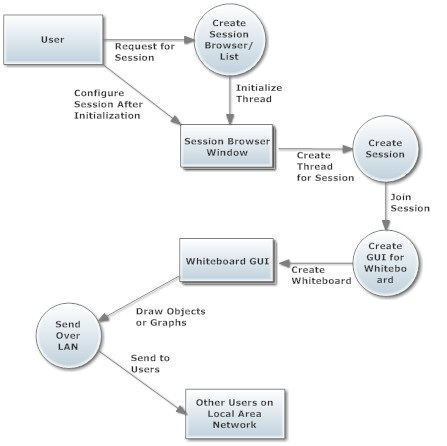 User
Request for
Session
Create
Session
Browser/
List
Configure
Session After
Initialization
Initialize
Thread
Session Browser
Window
Create
Thread
for Session
Create
Session
Join
Session
Create
GUI for
Whitebo
ard
Create
Whiteboard
Whiteboard GUI
Draw Objects
or Graphs
Send
Over
LAN
Send to
Users
Other Users on
Local Area
Network